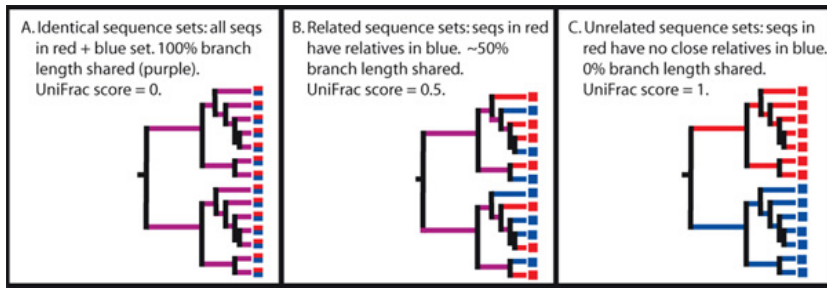 A. Identical sequence sets: all seqs
in red + blue set. 100% branch
length shared (purple).
UniFrac score = 0.
B. Related sequence sets: seqs in red
have relatives in blue. ~50%
branch length shared.
UniFrac score = 0.5.
C. Unrelated sequence sets: seqs in
red have no close relatives in blue.
0% branch length shared.
UniFrac score = 1.